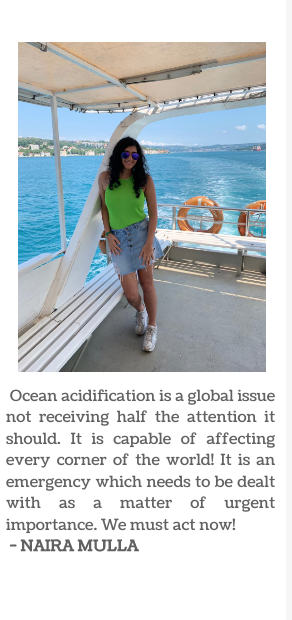 Ocean acidification is a global issue
not receiving half the attention it
should. It is capable of affecting
every corner of the world! It is an
emergency which needs to be dealt
with as a matter of urgent
importance. We must act now!
– NAIRA MULLA